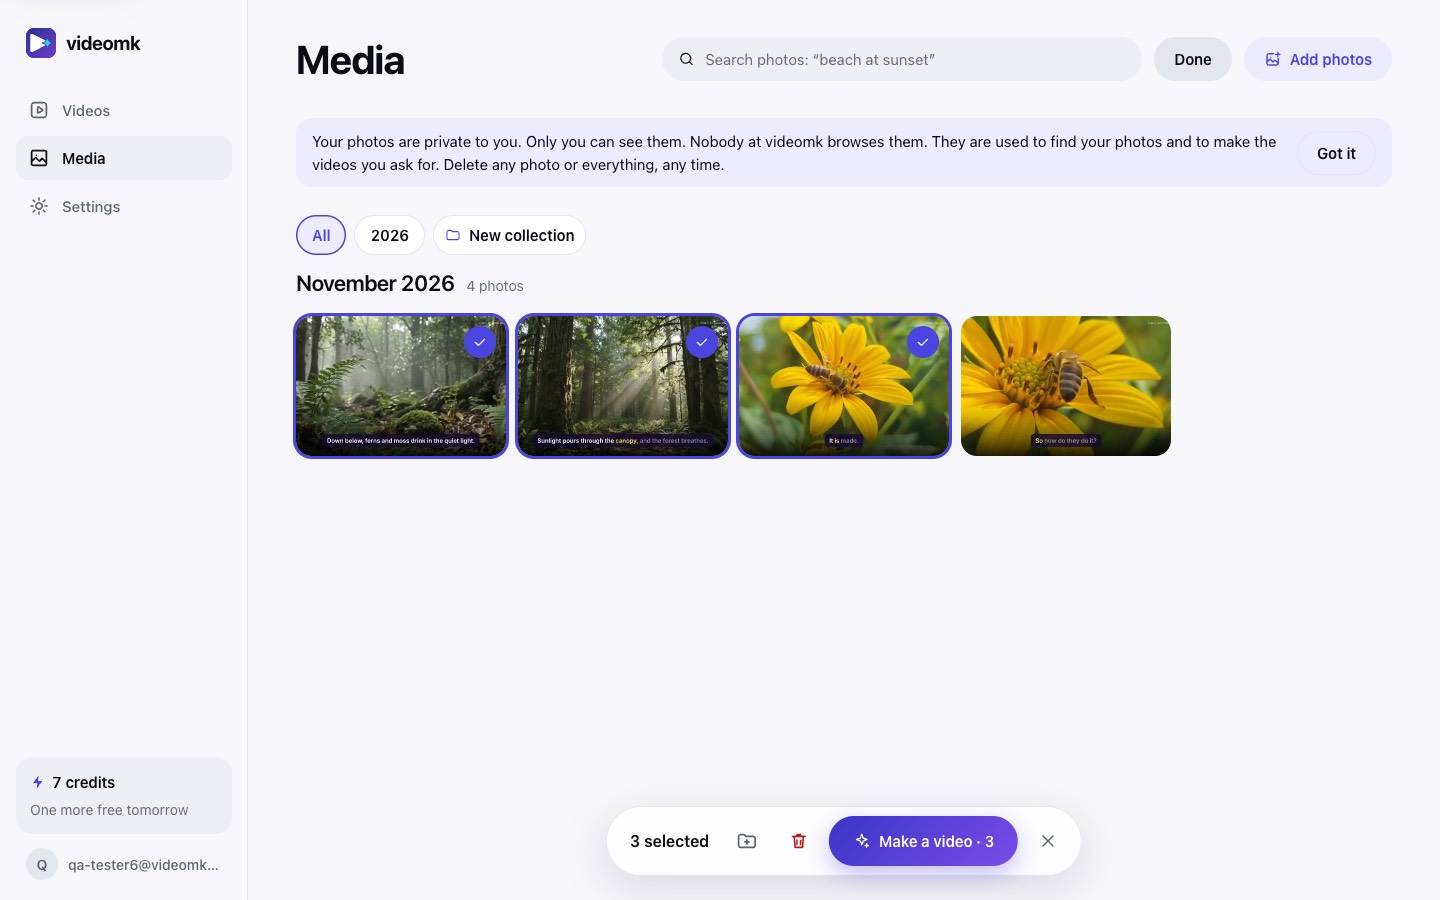 videomk
Videos
Media
Settings
7 credits
One more free tomorrow
Q
qa-tester6@videomk...
Media
Search photos: “beach at sunset”
Done
Add photos
Your photos are private to you. Only you can see them. Nobody at videomk browses them. They are used to find your photos and to make the
videos you ask for. Delete any photo or everything, any time.
Got it
All
2026
New collection
November 2026
4 photos
Down below, ferns and moss drink in the quiet light.
Sunlight pours through the canopy, and the forest breathes.
It is made.
So how do they do it?
3 selected
Make a video · 3